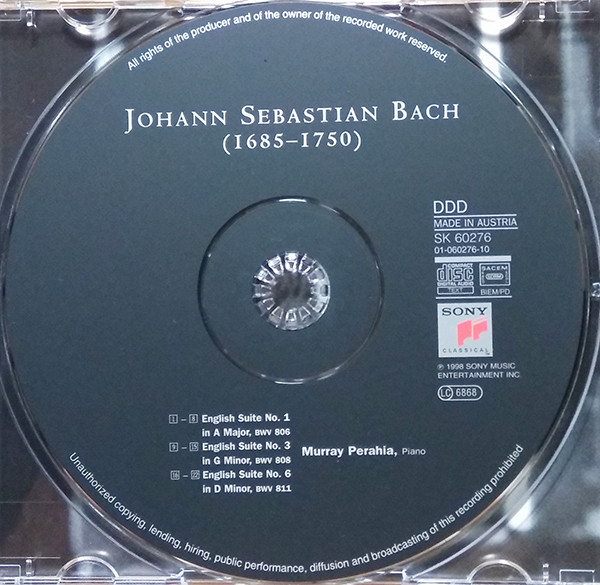 All rights of the producer and of the owner of the recorded work reserved.
JOHANN SEBASTIAN BACH
(1685–1750)
DDD
MADE IN AUSTRIA
SK 60276
01-060276-10
COMPACT
disc
DIGITAL AUDIO
TEXT
SACEM
BIEM/PD
SONY
CLASSICAL
℗ 1998 SONY MUSIC
ENTERTAINMENT INC.
LC 6868
1 – 8 English Suite No. 1
in A Major, BWV 806
9 – 15 English Suite No. 3
in G Minor, BWV 808
16 – 22 English Suite No. 6
in D Minor, BWV 811
Murray Perahia, Piano
Unauthorized copying, lending, hiring, public performance, diffusion and broadcasting of this recording prohibited